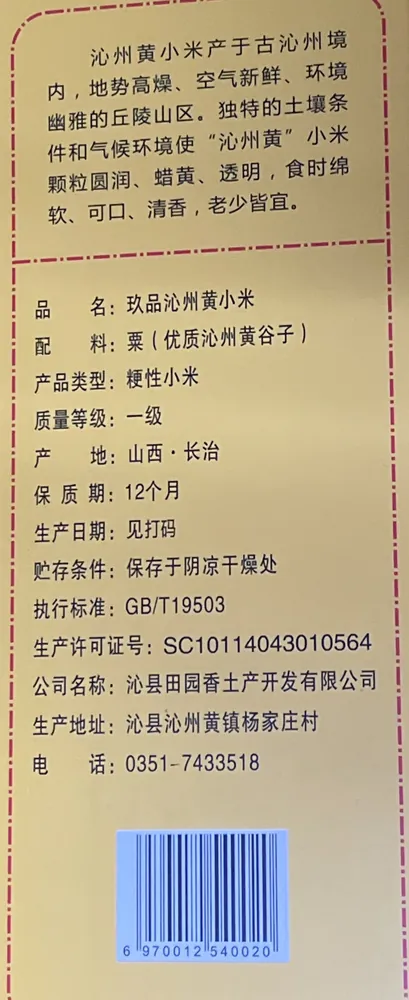 沁州黄小米产于古沁州境
内，地势高燥、空气新鲜、环境
幽雅的丘陵山区。独特的土壤条
件和气候环境使“沁州黄”小米
颗粒圆润、蜡黄、透明，食时绵
软、可口、清香，老少皆宜。
品名：玖品沁州黄小米
配料：粟（优质沁州黄谷子）
产品类型：粳性小米
质量等级：一级
产地：山西·长治
保质期：12个月
生产日期：见打码
贮存条件：保存于阴凉干燥处
执行标准：GB/T19503
生产许可证号：SC10114043010564
公司名称：沁县田园香土产开发有限公司
生产地址：沁县沁州黄镇杨家庄村
电话：0351-7433518
6 970012 540020